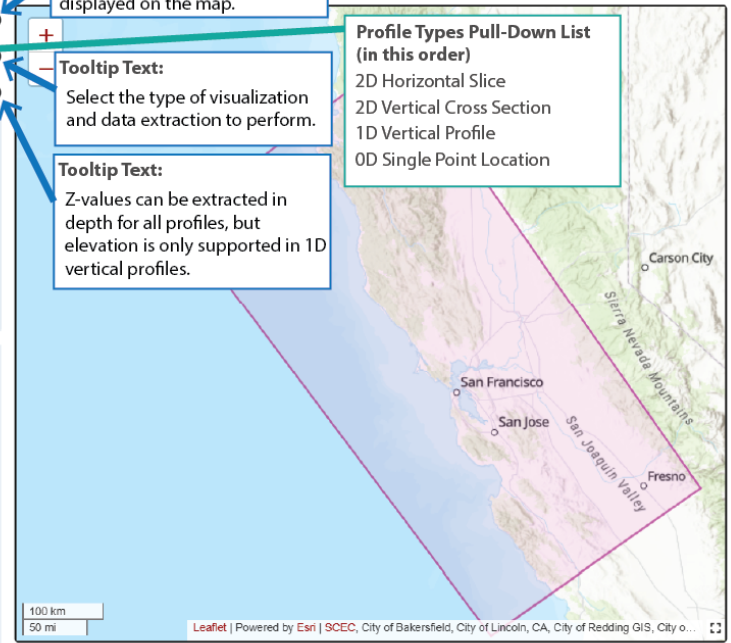 displayed on the map.
+
−
Tooltip Text:
Select the type of visualization
and data extraction to perform.
Tooltip Text:
Z-values can be extracted in
depth for all profiles, but
elevation is only supported in 1D
vertical profiles.
Profile Types Pull-Down List
(in this order)
2D Horizontal Slice
2D Vertical Cross Section
1D Vertical Profile
0D Single Point Location
Carson City
Sierra Nevada Mountains
San Francisco
San Jose
San Joaquin Valley
Fresno
100 km
50 mi
Leaflet | Powered by Esri | SCEC, City of Bakersfield, City of Lincoln, CA, City of Redding GIS, City o...